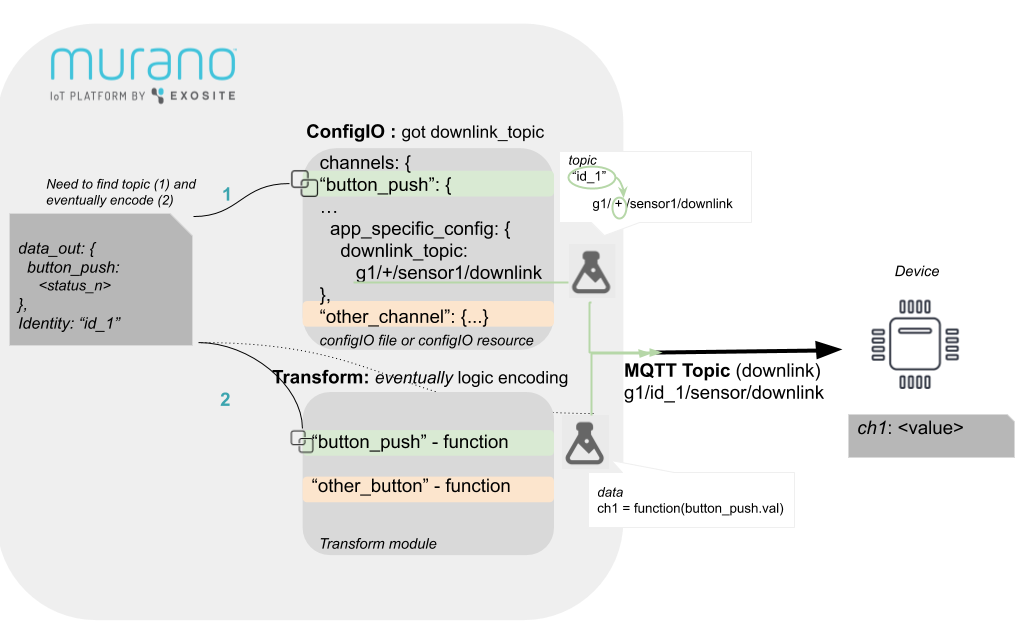 murano
IoT PLATFORM BY EXOSITE
ConfigIO : got downlink_topic
channels: {
“button_push”: {
…
app_specific_config: {
downlink_topic:
g1/+/sensor1/downlink
},
“other_channel”: {...}
configIO file or configIO resource
topic
“id_1”
g1/ + /sensor1/downlink
Need to find topic (1) and
eventually encode (2)
1
data_out: {
button_push:
<status_n>
},
Identity: “id_1”
Device
MQTT Topic (downlink)
g1/id_1/sensor/downlink
ch1: <value>
Transform: eventually logic encoding
2
“button_push” - function
“other_button” - function
Transform module
data
ch1 = function(button_push.val)